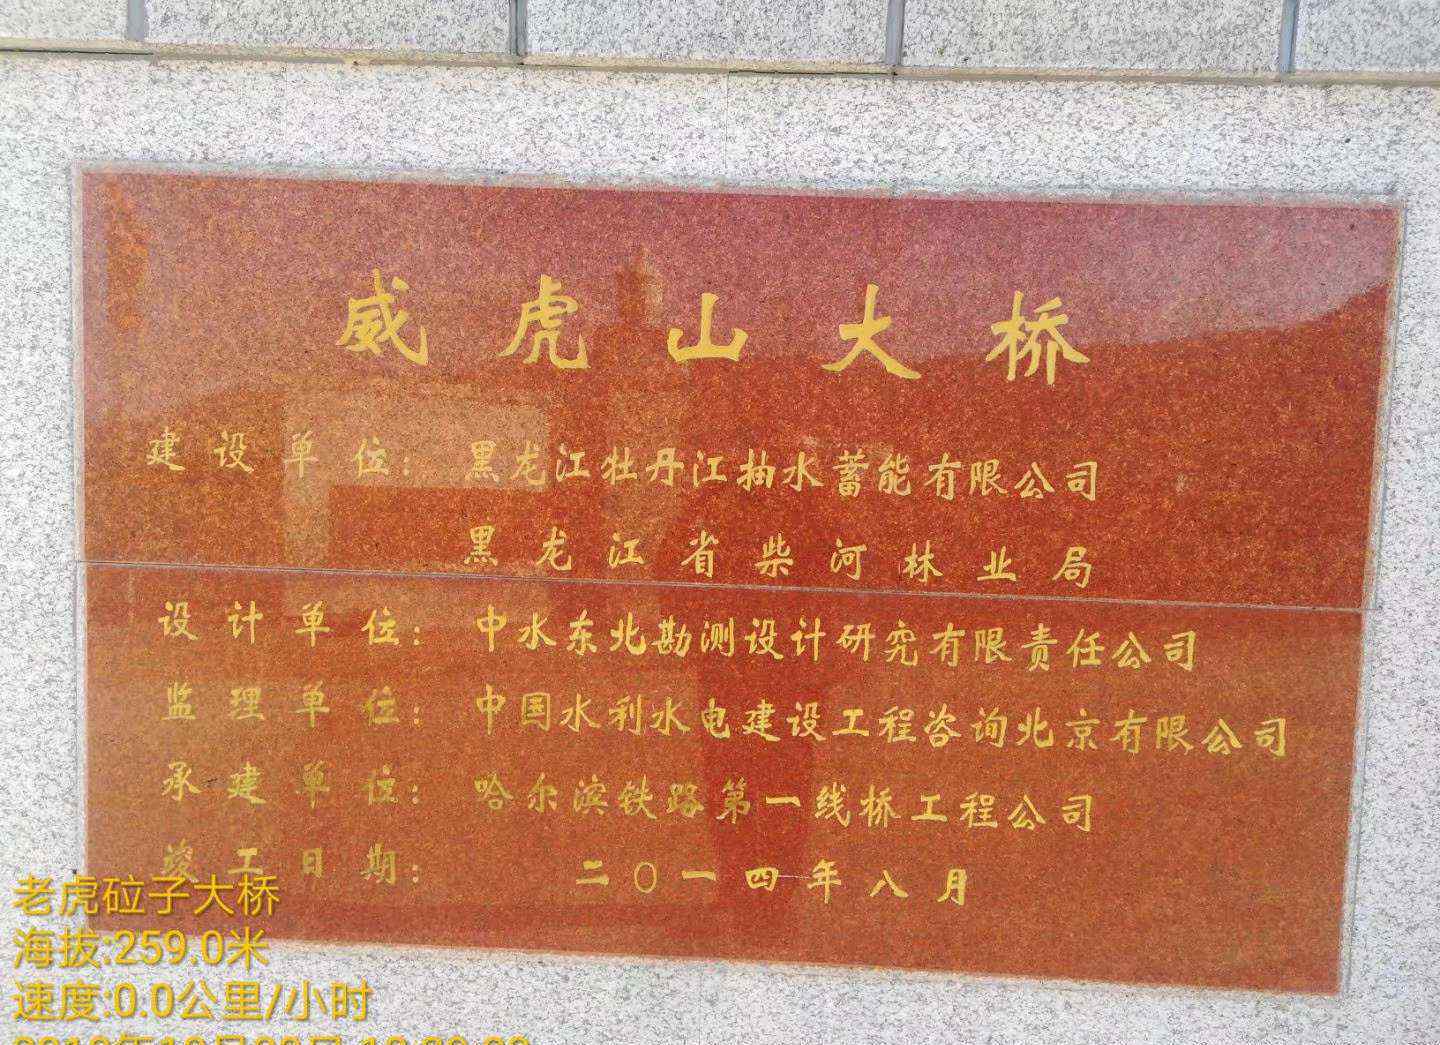 威虎山大桥
建设单位：黑龙江牡丹江抽水蓄能有限公司
黑龙江省柴河林业局
设计单位：中水东北勘测设计研究有限责任公司
监理单位：中国水利水电建设工程咨询北京有限公司
承建单位：哈尔滨铁路第一线桥工程公司
竣工日期：二〇一四年八月
老虎砬子大桥
海拔:259.0米
速度:0.0公里/小时